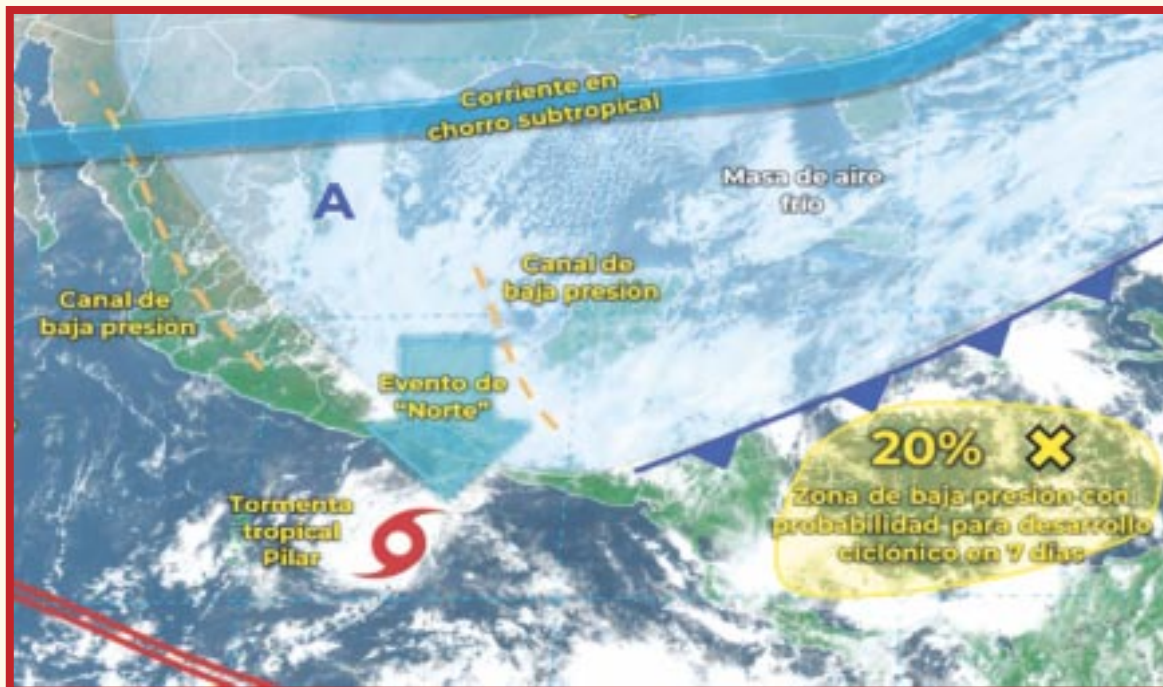 Corriente en
chorro subtropical
Masa de aire
frío
A
Canal de
baja presión
Canal de
baja presión
Evento de
“Norte”
20%
Zona de baja presión con
probabilidad para desarrollo
ciclónico en 7 días
Tormenta
tropical
Pilar